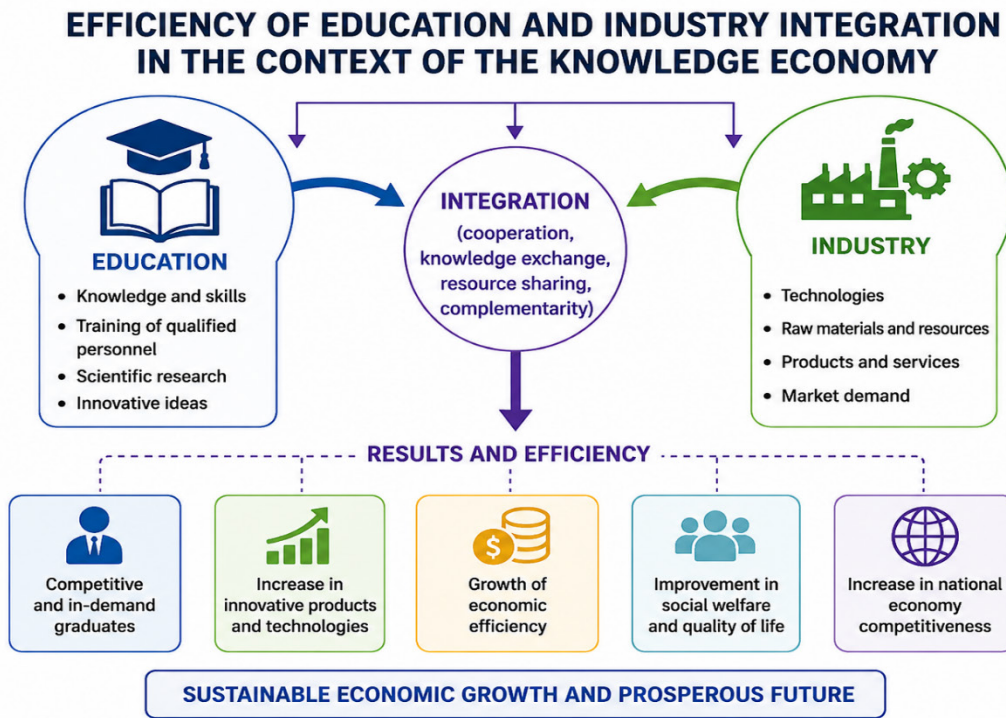 EFFICIENCY OF EDUCATION AND INDUSTRY INTEGRATION
IN THE CONTEXT OF THE KNOWLEDGE ECONOMY
EDUCATION
• Knowledge and skills
• Training of qualified
personnel
• Scientific research
• Innovative ideas
INTEGRATION
(cooperation,
knowledge exchange,
resource sharing,
complementarity)
INDUSTRY
• Technologies
• Raw materials and resources
• Products and services
• Market demand
RESULTS AND EFFICIENCY
Competitive
and in-demand
graduates
Increase in
innovative products
and technologies
$
Growth of
economic
efficiency
Improvement in
social welfare
and quality of life
Increase in national
economy
competitiveness
SUSTAINABLE ECONOMIC GROWTH AND PROSPEROUS FUTURE